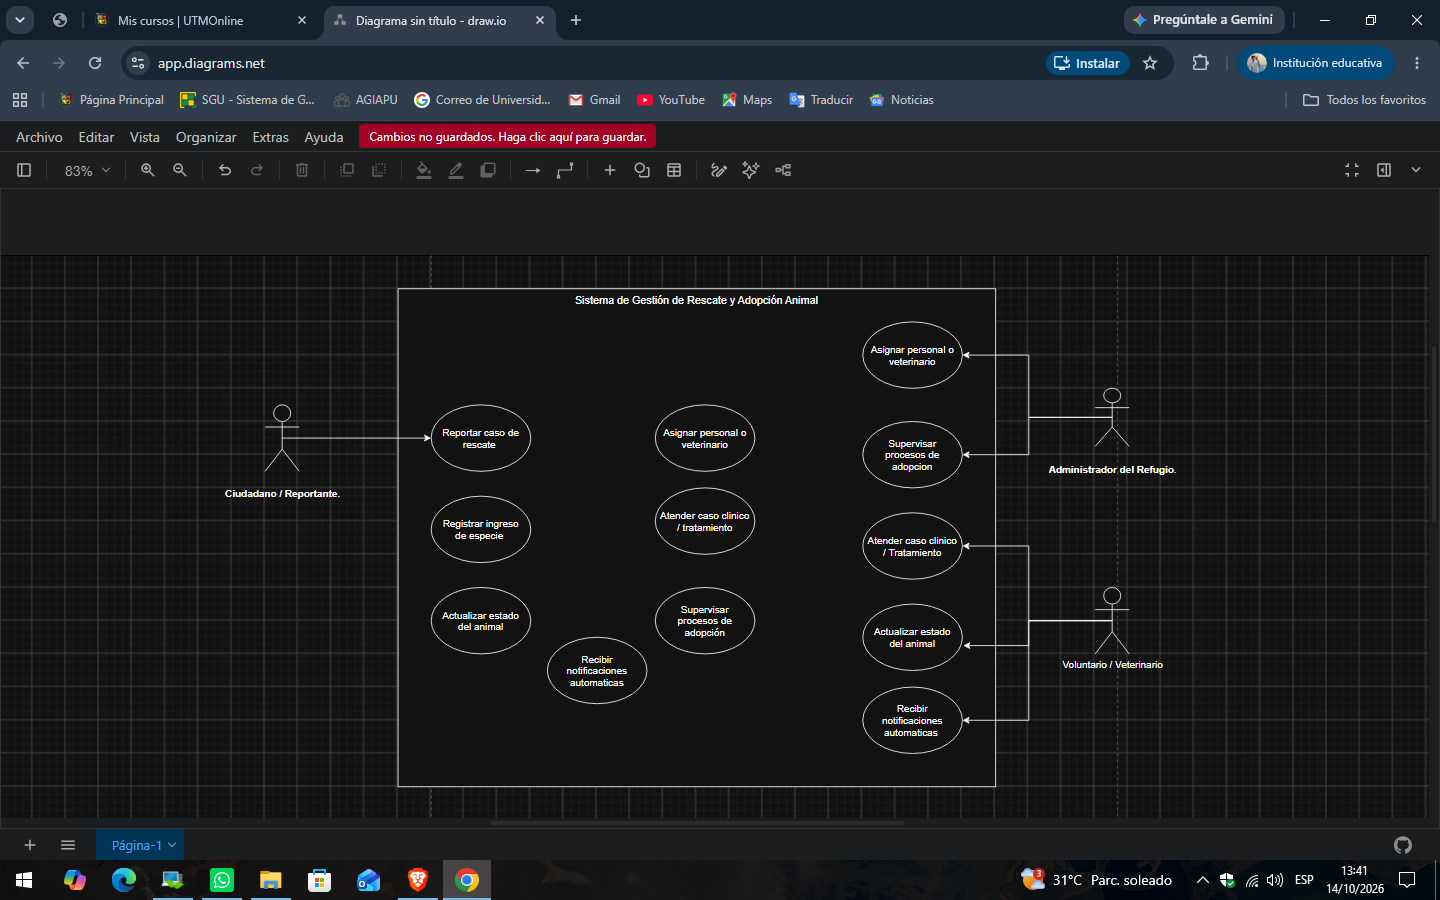 Mis cursos | UTMOnline
Diagrama sin título - draw.io
Pregúntale a Gemini
app.diagrams.net
Instalar
Institución educativa
Página Principal
SGU - Sistema de G...
AGIAPU
Correo de Universid...
Gmail
YouTube
Maps
Traducir
Noticias
Todos los favoritos
Archivo
Editar
Vista
Organizar
Extras
Ayuda
Cambios no guardados. Haga clic aquí para guardar.
83%
Sistema de Gestión de Rescate y Adopción Animal
Asignar personal o
veterinario
Reportar caso de
rescate
Asignar personal o
veterinario
Supervisar
procesos de
adopcion
Administrador del Refugio.
Ciudadano / Reportante.
Registrar ingreso
de especie
Atender caso clinico
/ tratamiento
Atender caso clinico
/ Tratamiento
Actualizar estado
del animal
Supervisar
procesos de
adopción
Actualizar estado
del animal
Voluntario / Veterinario
Recibir
notificaciones
automaticas
Recibir
notificaciones
automaticas
Página-1
3
31°C Parc. soleado
ESP
13:41
14/10/2026